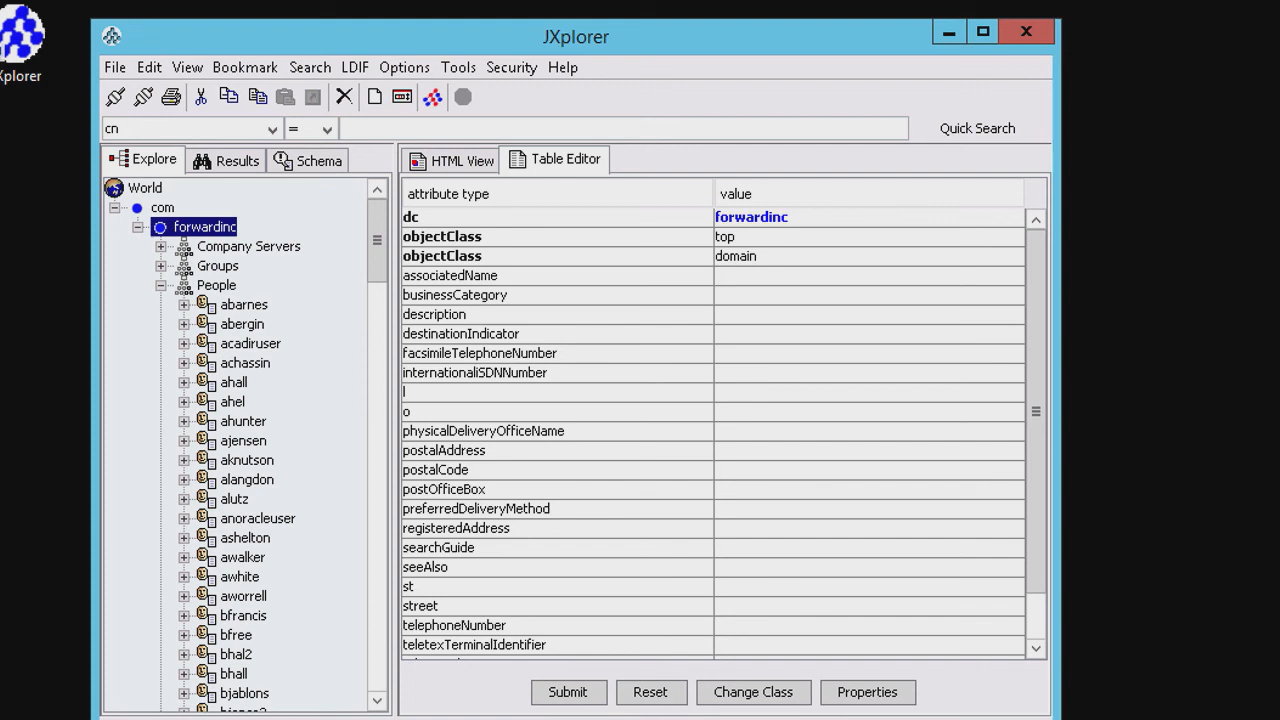 JXplorer
xplorer
File Edit View Bookmark Search LDIF Options Tools Security Help
cn = Quick Search
Explore Results Schema HTML View Table Editor
World
com
forwardinc
Company Servers
Groups
People
abarnes
abergin
acadiruser
achassin
ahall
ahel
ahunter
ajensen
aknutson
alangdon
alutz
anoracleuser
ashelton
awalker
awhite
aworrell
bfrancis
bfree
bhal2
bhall
bjablons
attribute type value
dc forwardinc
objectClass top
objectClass domain
associatedName
businessCategory
description
destinationIndicator
facsimileTelephoneNumber
internationaliSDNNumber
l
o
physicalDeliveryOfficeName
postalAddress
postalCode
postOfficeBox
preferredDeliveryMethod
registeredAddress
searchGuide
seeAlso
st
street
telephoneNumber
teletexTerminalIdentifier
Submit Reset Change Class Properties